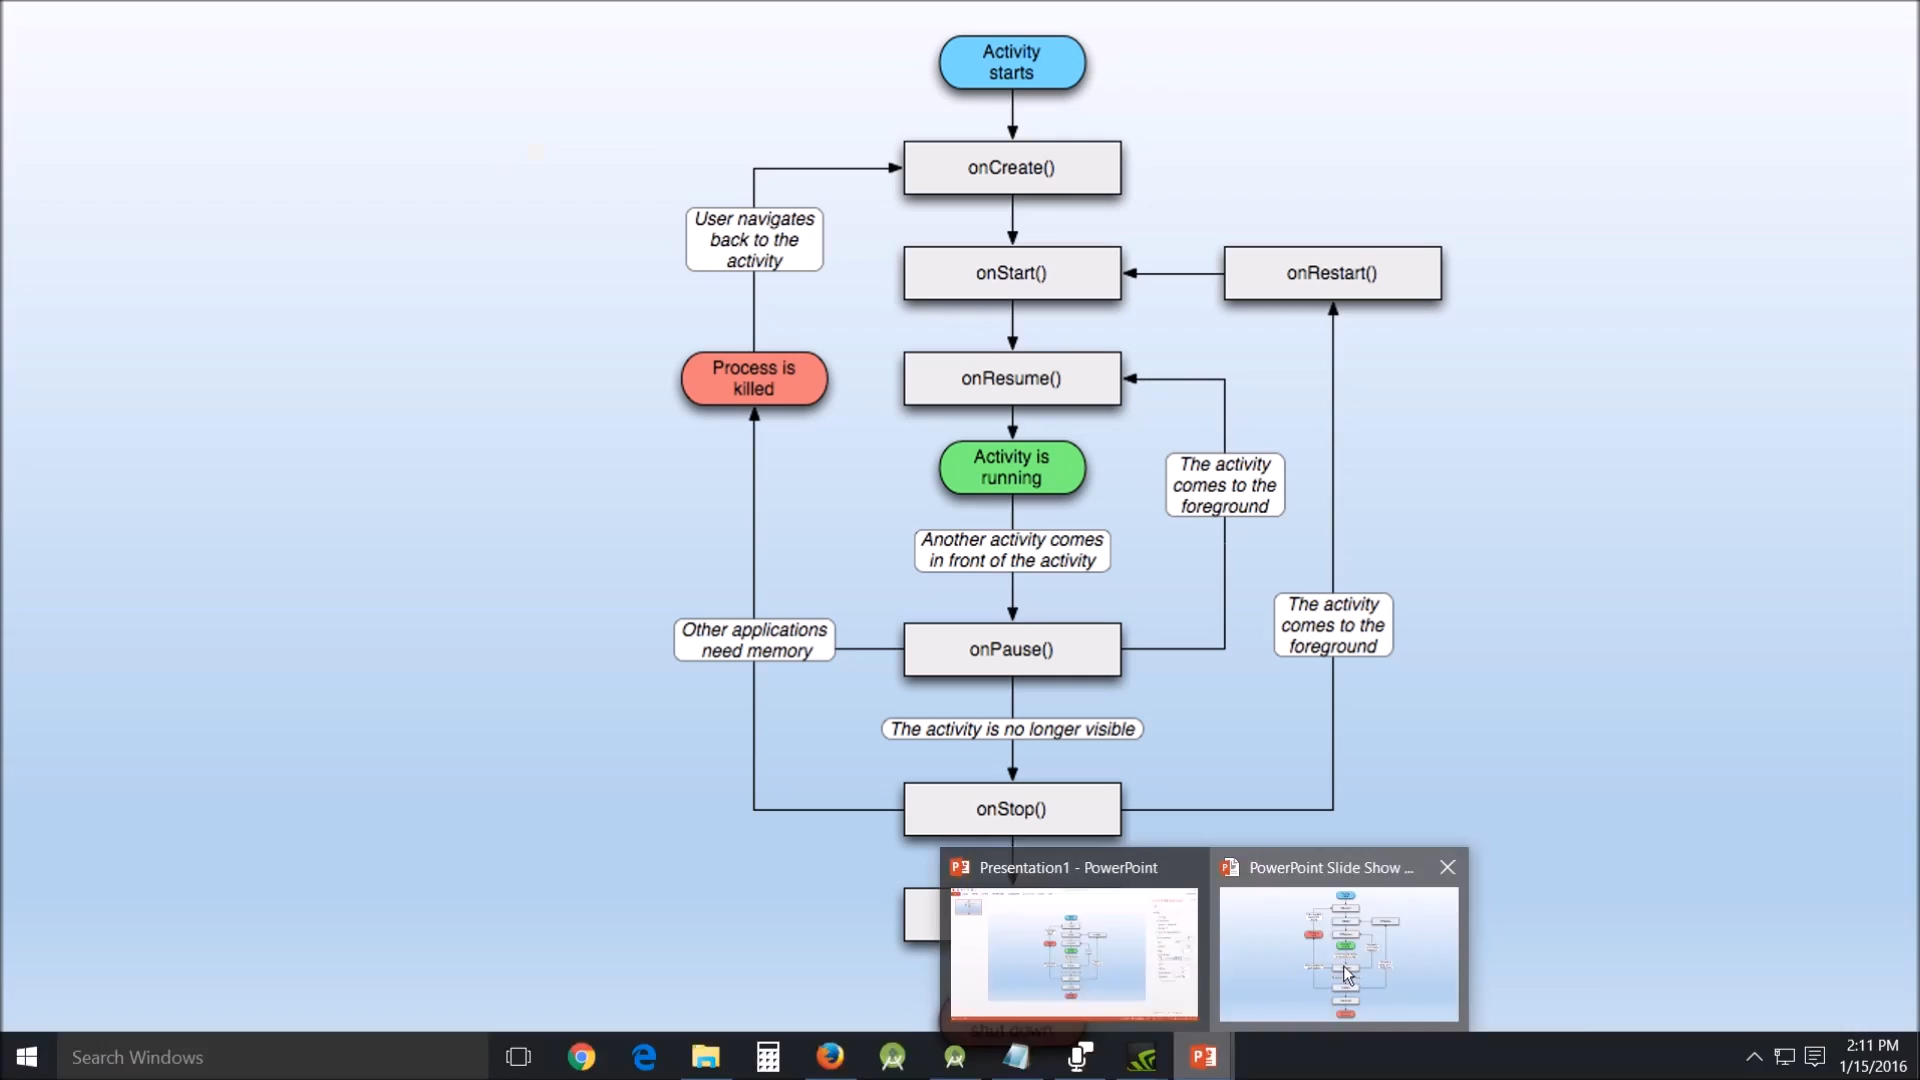 Activity
starts
onCreate()
User navigates
back to the
activity
onStart()
onRestart()
Process is
killed
onResume()
Activity is
running
The activity
comes to the
foreground
Another activity comes
in front of the activity
The activity
comes to the
foreground
Other applications
need memory
onPause()
The activity is no longer visible
onStop()
Presentation1 - PowerPoint
PowerPoint Slide Show ...
shut down
Search Windows
2:11 PM
1/15/2016